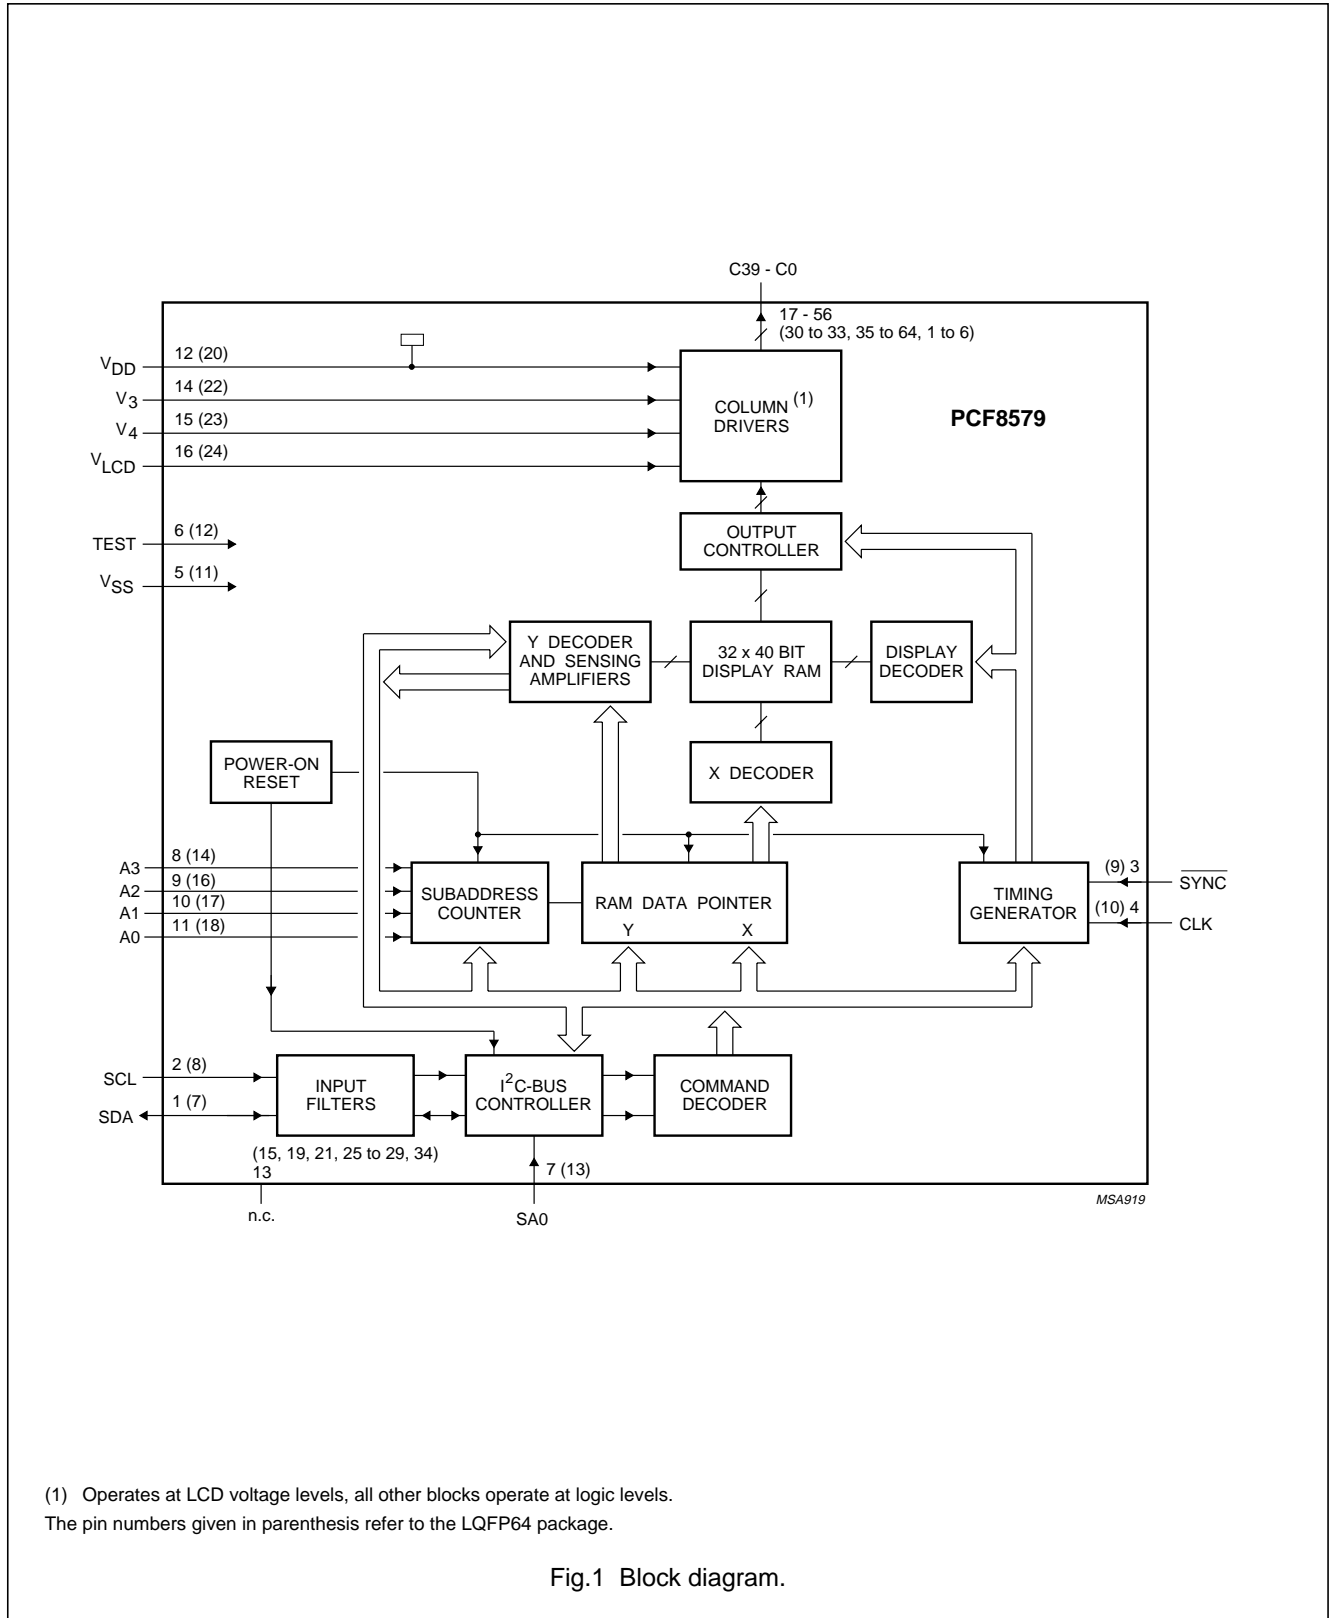 C39 - C0
17 - 56
(30 to 33, 35 to 64, 1 to 6)
VDD
12 (20)
V3
14 (22)
V4
15 (23)
VLCD
16 (24)
COLUMN (1)
DRIVERS
PCF8579
TEST
6 (12)
VSS
5 (11)
OUTPUT
CONTROLLER
Y DECODER
AND SENSING
AMPLIFIERS
32 x 40 BIT
DISPLAY RAM
DISPLAY
DECODER
POWER-ON
RESET
X DECODER
A3
8 (14)
A2
9 (16)
A1
10 (17)
A0
11 (18)
SUBADDRESS
COUNTER
RAM DATA POINTER
Y X
TIMING
GENERATOR
(9) 3
SYNC
(10) 4
CLK
SCL
2 (8)
SDA
1 (7)
INPUT
FILTERS
I2C-BUS
CONTROLLER
COMMAND
DECODER
(15, 19, 21, 25 to 29, 34)
13
7 (13)
n.c.
SA0
MSA919
(1) Operates at LCD voltage levels, all other blocks operate at logic levels.
The pin numbers given in parenthesis refer to the LQFP64 package.
Fig.1 Block diagram.